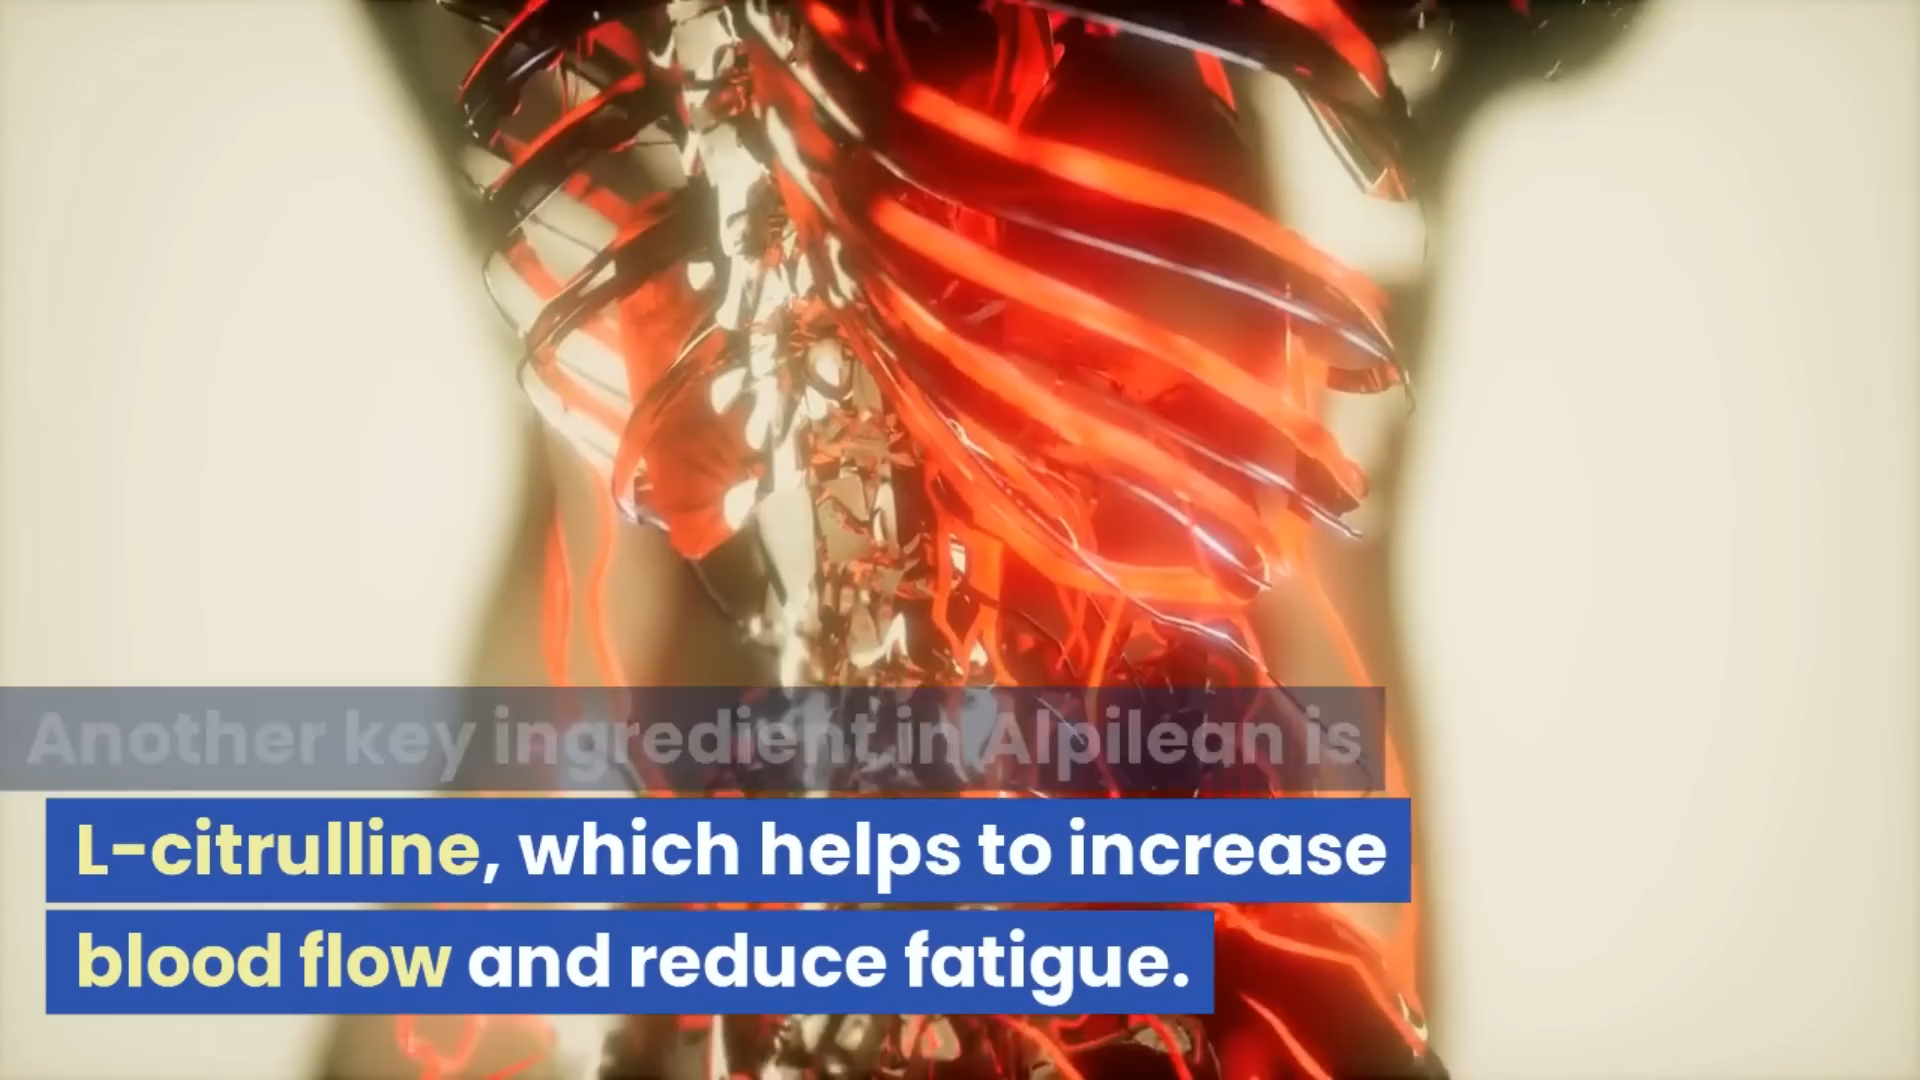 Another key ingredient in Alpilean is
L-citrulline, which helps to increase
blood flow and reduce fatigue.